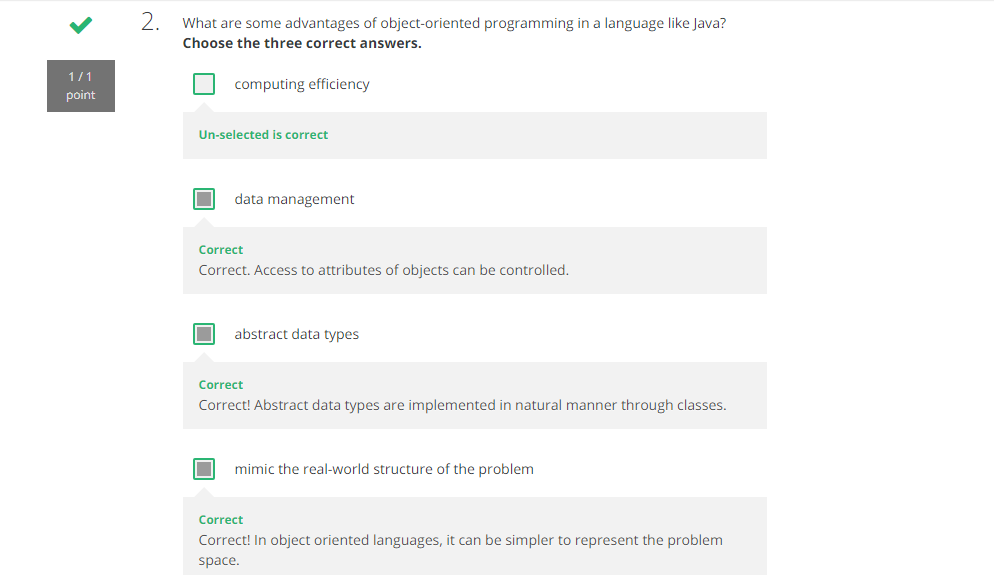 2. What are some advantages of object-oriented programming in a language like Java?
Choose the three correct answers.
1 / 1
point
computing efficiency
Un-selected is correct
data management
Correct
Correct. Access to attributes of objects can be controlled.
abstract data types
Correct
Correct! Abstract data types are implemented in natural manner through classes.
mimic the real-world structure of the problem
Correct
Correct! In object oriented languages, it can be simpler to represent the problem
space.